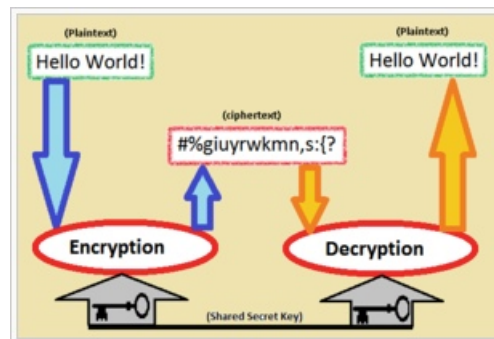 (Plaintext)
Hello World!
(Plaintext)
Hello World!
(ciphertext)
#%giuyrwkmn,s:{?
Encryption
Decryption
(Shared Secret Key)